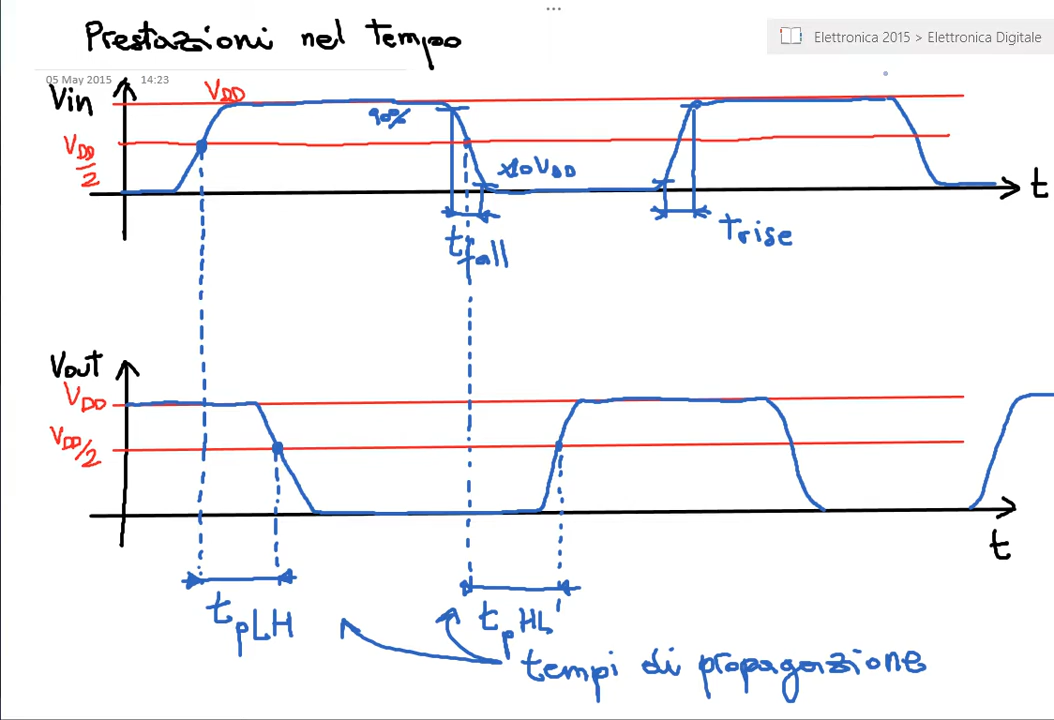 Prestazioni nel tempo
Elettronica 2015 > Elettronica Digitale
05 May 2015 14:23
Vin
VDD
90%
VDD/2
10VDD
t
tfall
trise
Vout
VDD
VDD/2
t
tpLH
tpHL
tempi di propagazione